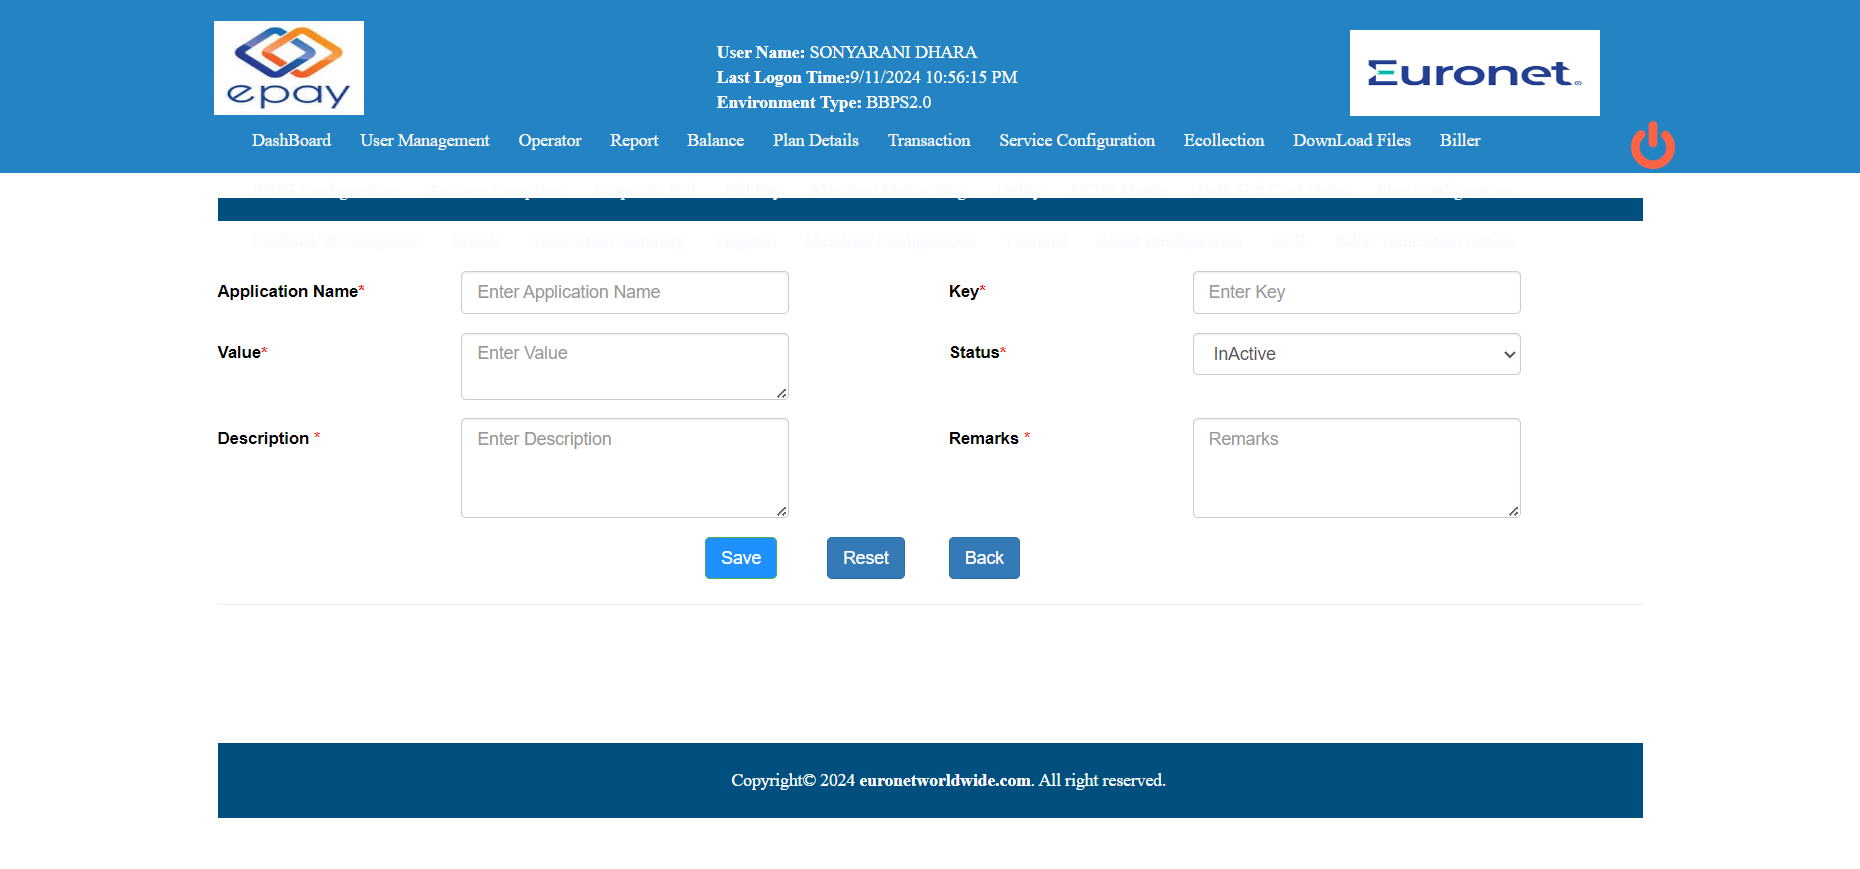 epay
User Name: SONYARANI DHARA
Last Logon Time:9/11/2024 10:56:15 PM
Environment Type: BBPS2.0
Euronet
DashBoard User Management Operator Report Balance Plan Details Transaction Service Configuration Ecollection DownLoad Files Biller
BBPS Configuration Amazon Complaint Corporate Bill Bill Pay Merchant Onboarding Utility CCBP Master Bulk Gift Card Order Configuration
Feedback & Complaints Boards Transaction Summary Program Merchant Configuration Terminal Brand Configuration ECR Biller Transaction Details
Application Name* Enter Application Name Key* Enter Key
Value* Enter Value Status* InActive
Description * Enter Description Remarks * Remarks
Save Reset Back
Copyright© 2024 euronetworldwide.com. All right reserved.